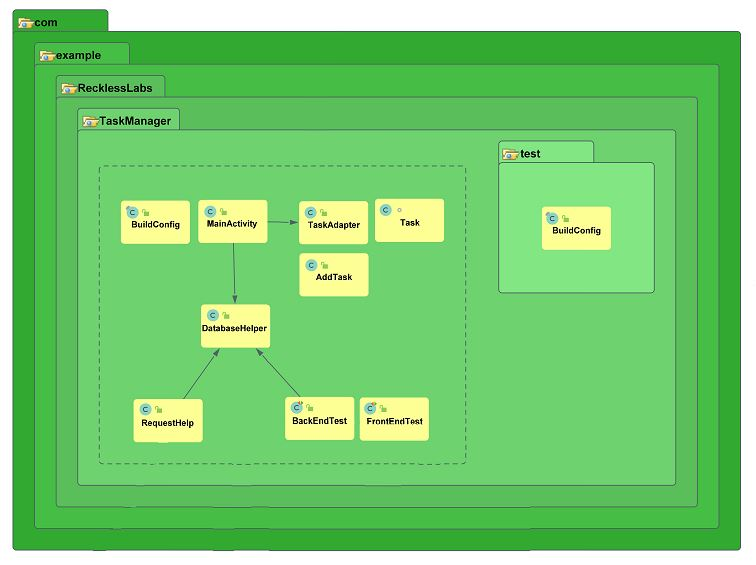 com
example
RecklessLabs
TaskManager
test
BuildConfig
MainActivity
TaskAdapter
Task
BuildConfig
AddTask
DatabaseHelper
RequestHelp
BackEndTest
FrontEndTest